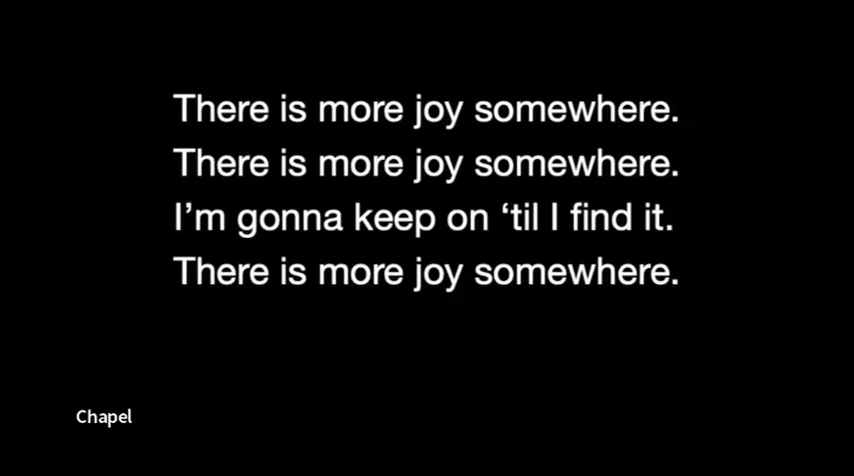 There is more joy somewhere.
There is more joy somewhere.
I’m gonna keep on ‘til I find it.
There is more joy somewhere.
Chapel